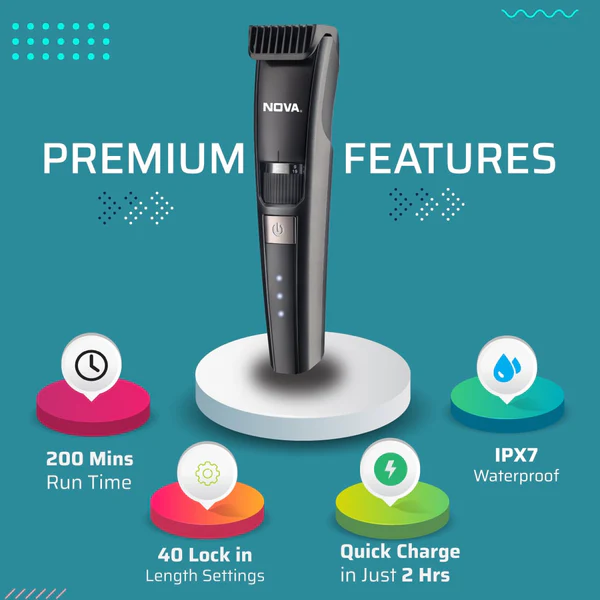 NOVA
PREMIUM FEATURES
200 Mins
Run Time
40 Lock in
Length Settings
Quick Charge
in Just 2 Hrs
IPX7
Waterproof